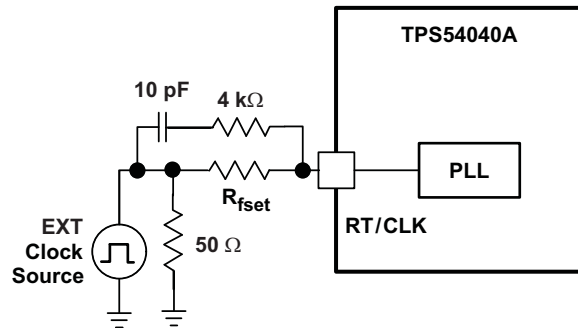 TPS54040A
10 pF
4 kΩ
PLL
Rfset
RT/CLK
EXT
Clock
Source
50 Ω